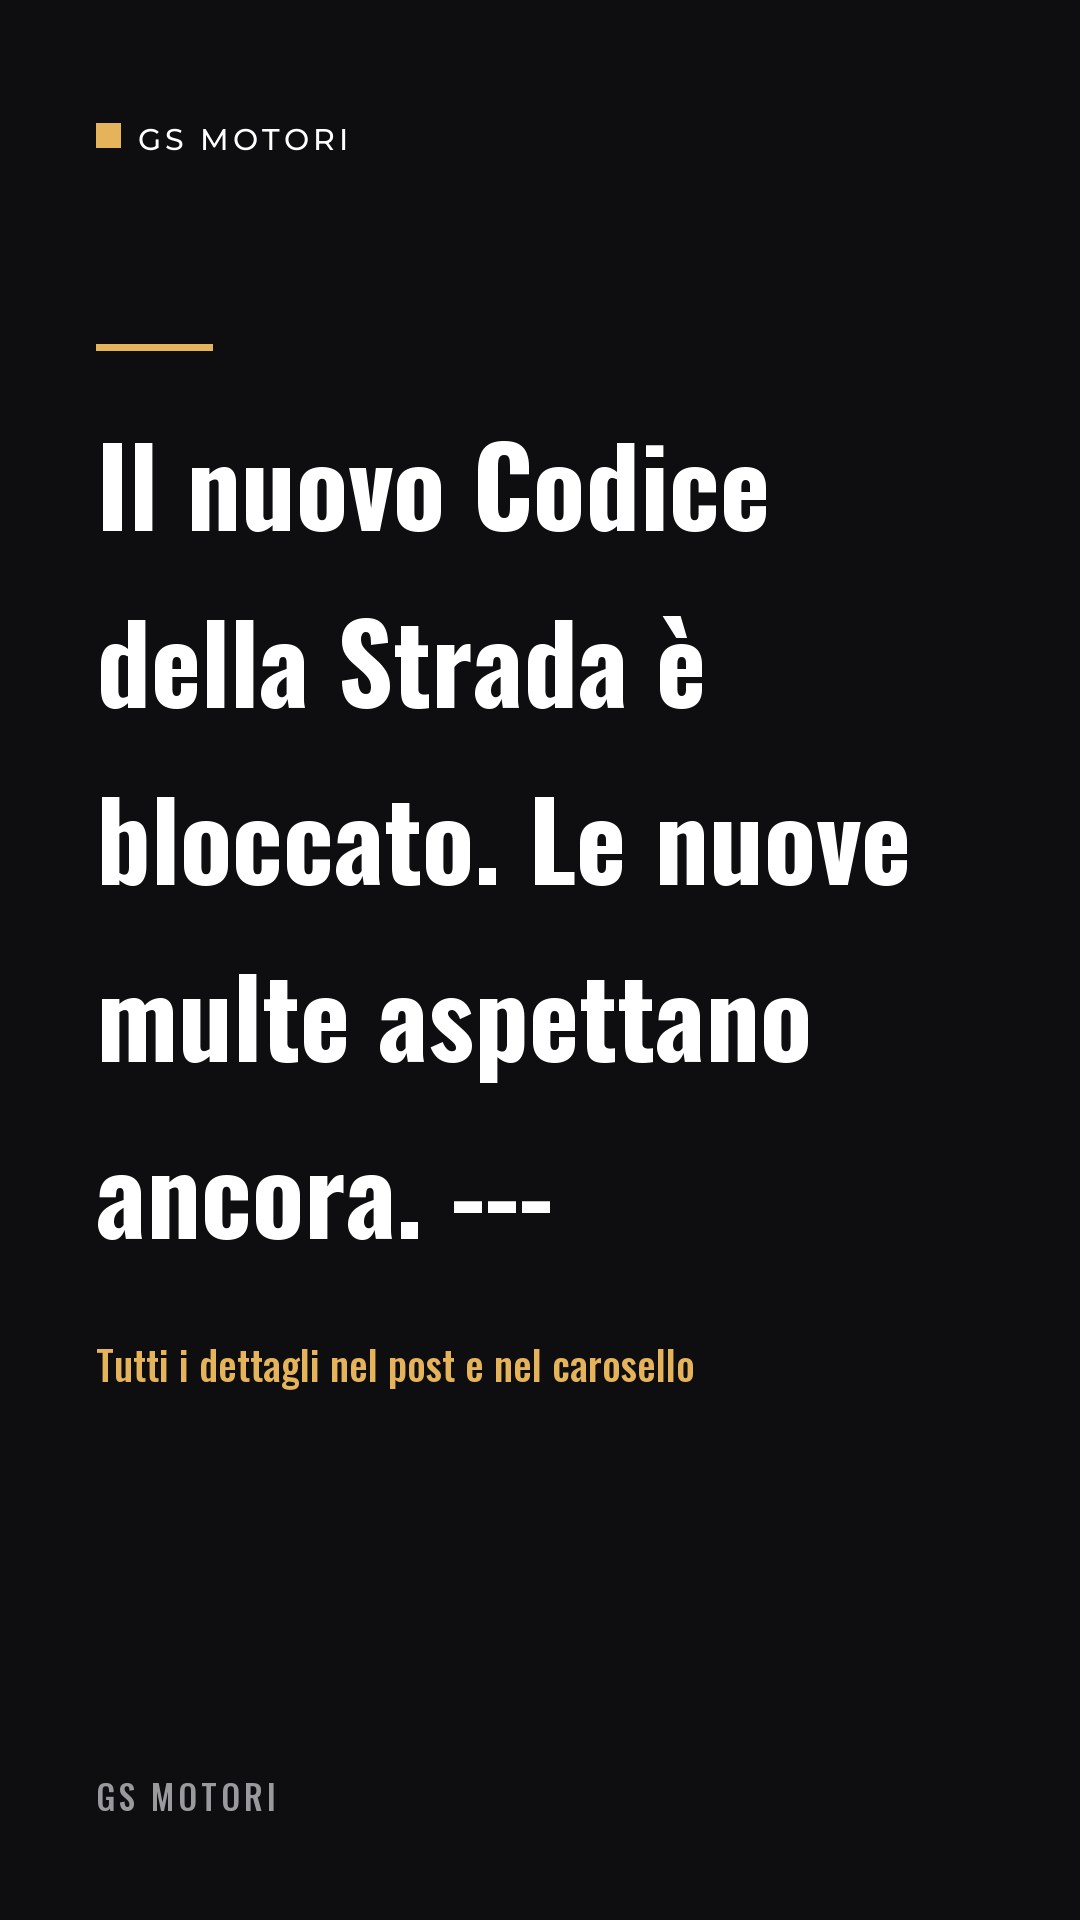 GS MOTORI
Il nuovo Codice
della Strada è
bloccato. Le nuove
multe aspettano
ancora. ---
Tutti i dettagli nel post e nel carosello
GS MOTORI